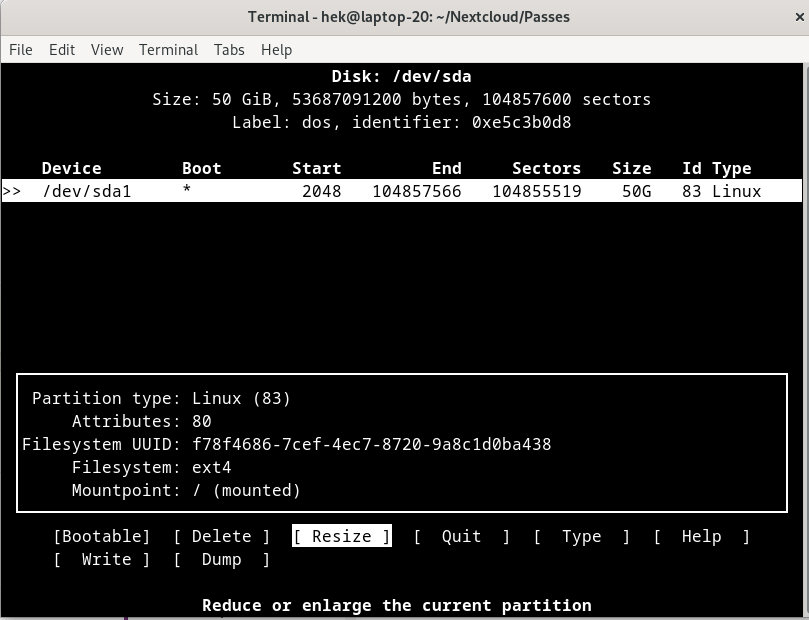 Terminal - hek@laptop-20: ~/Nextcloud/Passes ×
File Edit View Terminal Tabs Help
Disk: /dev/sda
Size: 50 GiB, 53687091200 bytes, 104857600 sectors
Label: dos, identifier: 0xe5c3b0d8
Device Boot Start End Sectors Size Id Type
>> /dev/sda1 * 2048 104857566 104855519 50G 83 Linux
Partition type: Linux (83)
Attributes: 80
Filesystem UUID: f78f4686-7cef-4ec7-8720-9a8c1d0ba438
Filesystem: ext4
Mountpoint: / (mounted)
[Bootable] [ Delete ] [ Resize ] [ Quit ] [ Type ] [ Help ]
[ Write ] [ Dump ]
Reduce or enlarge the current partition